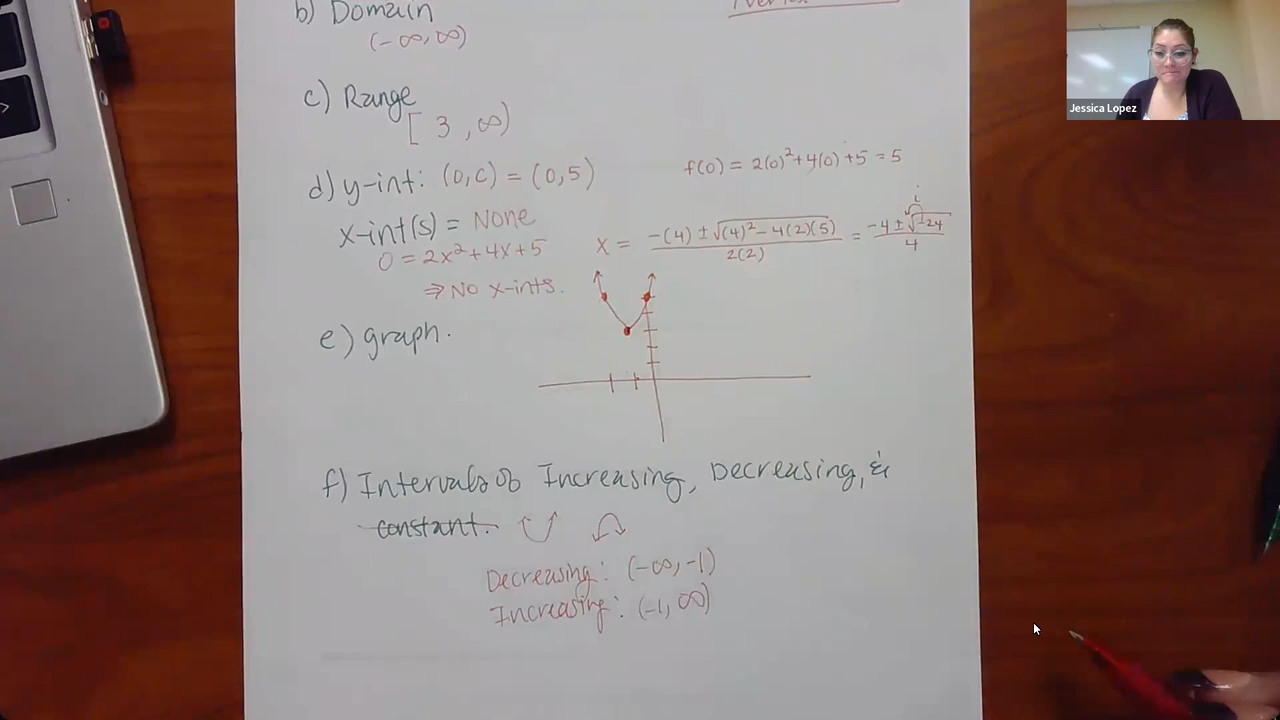 b) Domain
(-∞, ∞)
c) Range
[ 3 , ∞)
d) y-int: (0,c) = (0,5)
f(0) = 2(0)²+4(0)+5 = 5
x-int(s) = None
0 = 2x²+4x+5
x = -(4) ± √(4)²-4(2)(5) / 2(2) = -4 ± √-24 / 4
i
⇒ No x-ints.
e) graph.
f) Intervals of Increasing, Decreasing, &
constant.
Decreasing: (-∞, -1)
Increasing: (-1, ∞)
Jessica Lopez